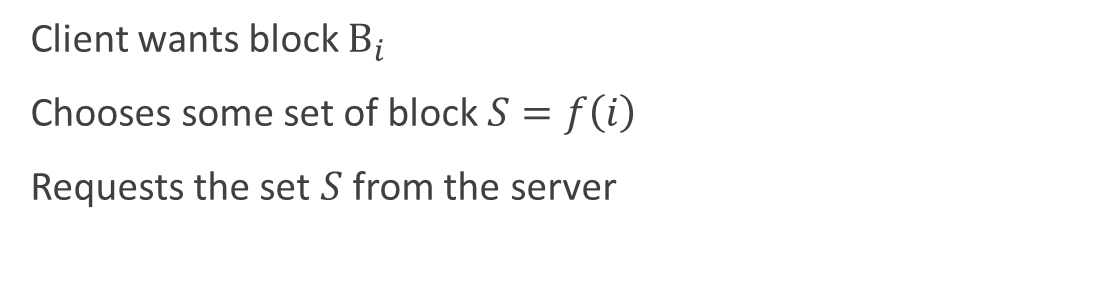 Client wants block Bᵢ
Chooses some set of block S = f(i)
Requests the set S from the server